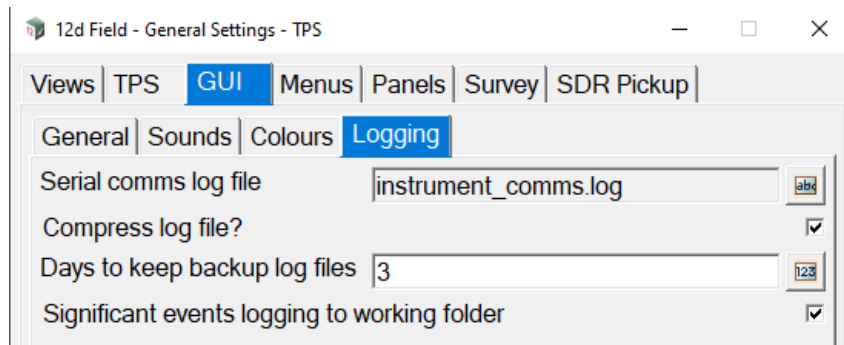 12d Field - General Settings - TPS
Views TPS GUI Menus Panels Survey SDR Pickup
General Sounds Colours Logging
Serial comms log file instrument_comms.log abc
Compress log file?
Days to keep backup log files 3 123
Significant events logging to working folder